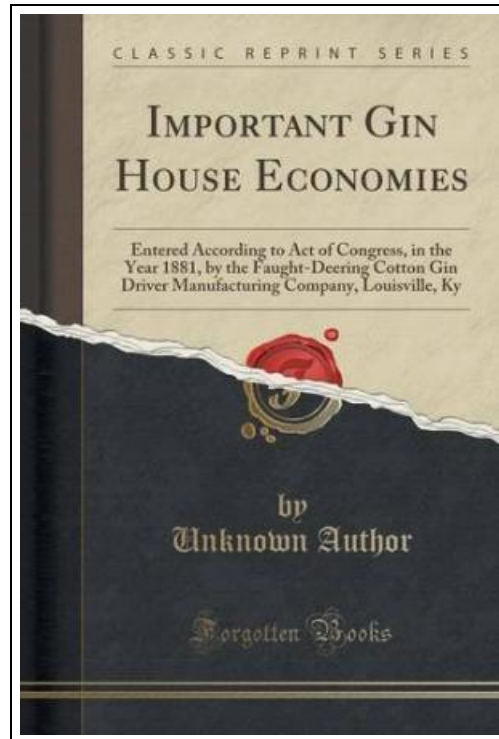 CLASSIC REPRINT SERIES
IMPORTANT GIN
HOUSE ECONOMIES
Entered According to Act of Congress, in the
Year 1881, by the Faught-Deering Cotton Gin
Driver Manufacturing Company, Louisville, Ky
by
Unknown Author
Forgotten Books